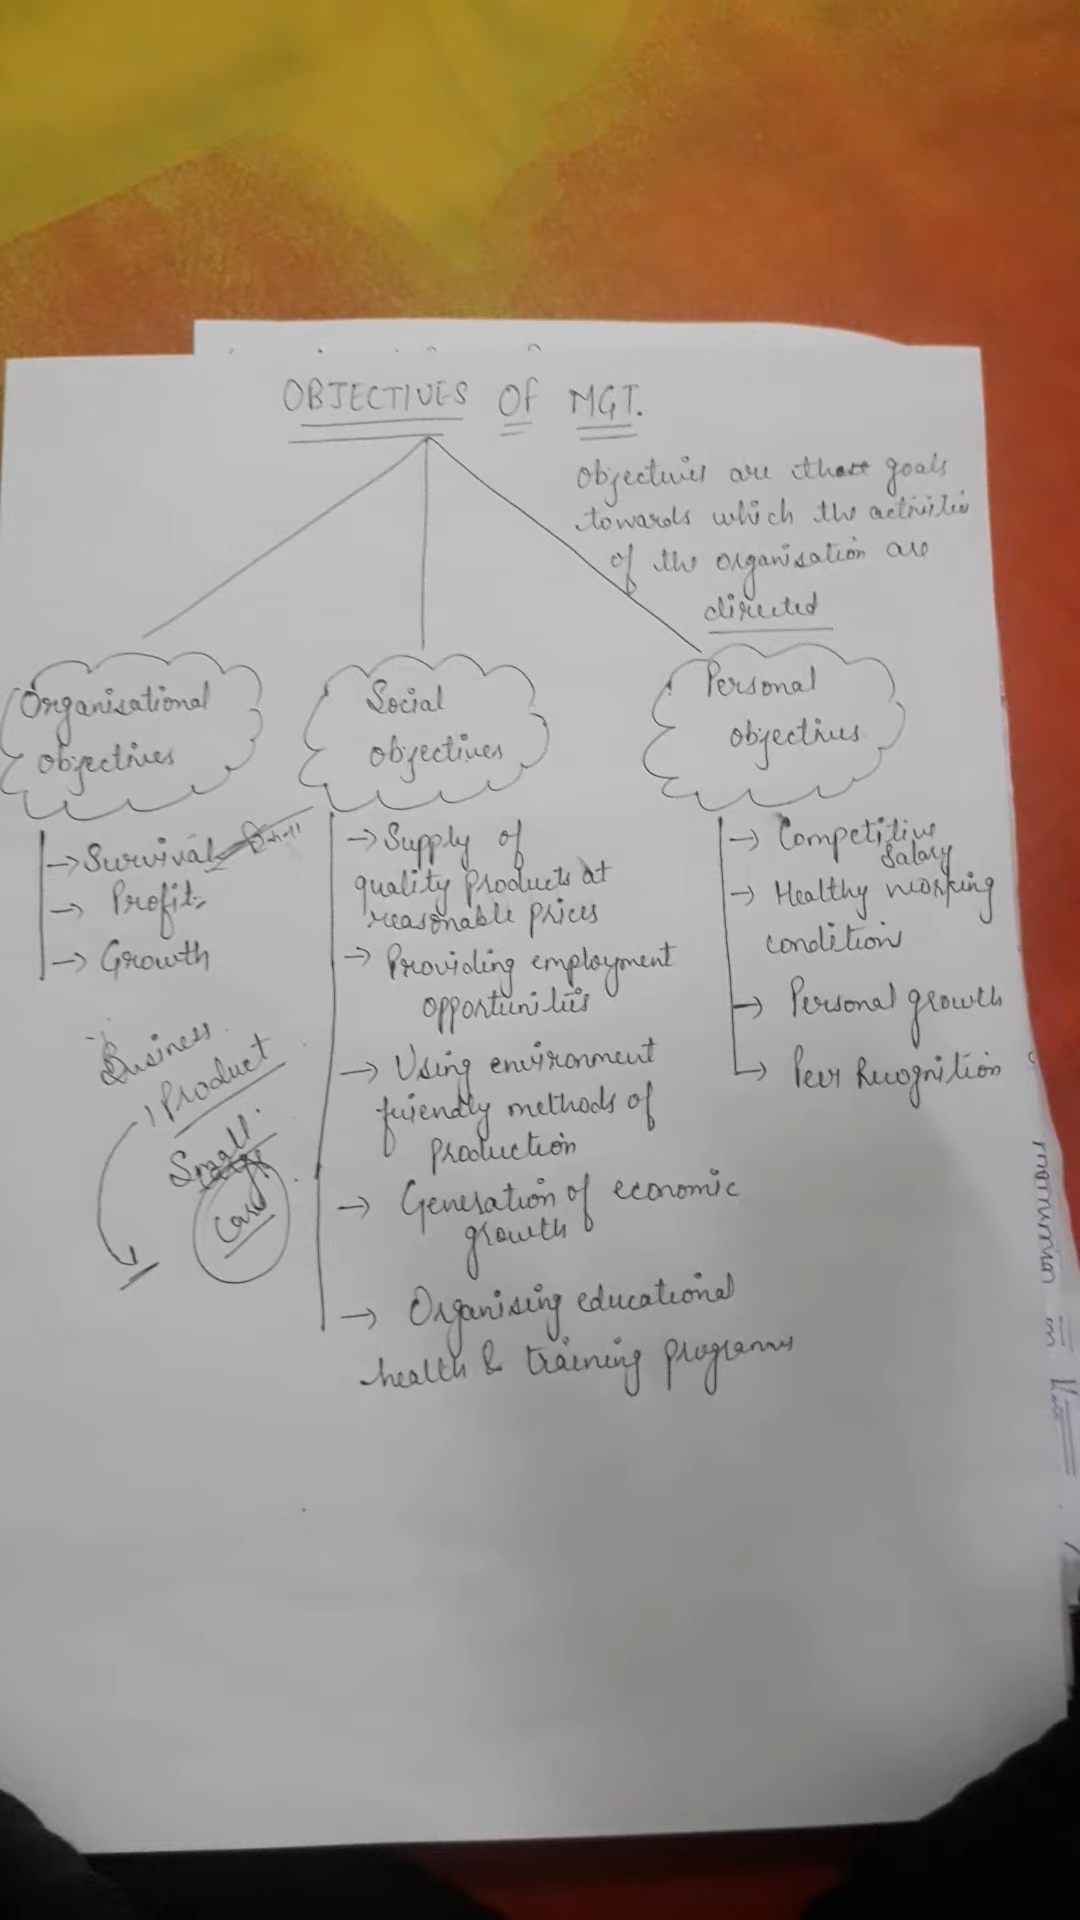 OBJECTIVES OF MGT.
Objectives are those goals
towards which the activities
of the organisation are
directed
Organisational
objectives
→ Survival
→ Profit
→ Growth
Business
Product
Small
Social
objectives
→ Supply of
quality products at
reasonable prices
→ Providing employment
opportunities
→ Using environment
friendly methods of
production
→ Generation of economic
growth
→ Organising educational
health & training programs
Personal
objectives
→ Competitive
Salary
→ Healthy working
condition
→ Personal growth
→ Peer Recognition